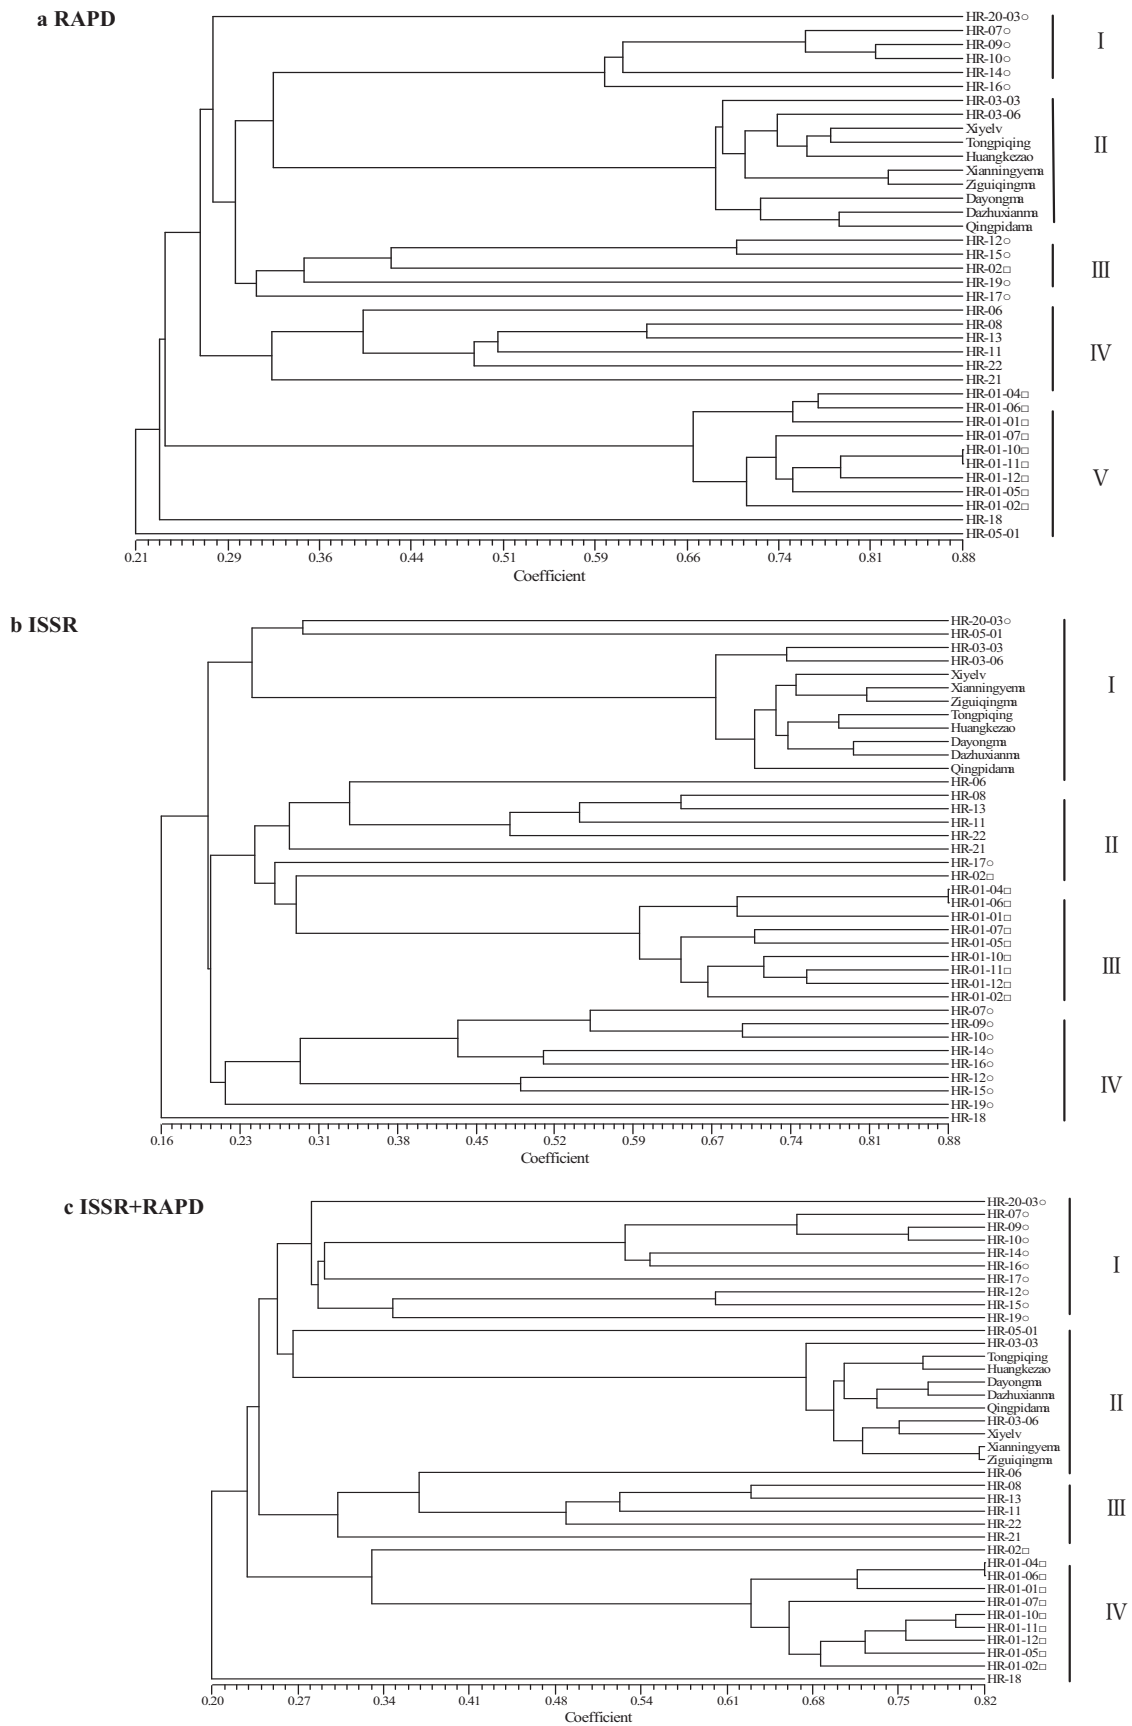 a RAPD
HR-20-03○
HR-07○
HR-09○
HR-10○
HR-14○
HR-16○
I
HR-03-03
HR-03-06
Xiyelv
Tongpiqing
Huangkezao
Xianningyema
Ziguiqingma
Dayongma
Dazhuxianma
Qingpidama
II
HR-12○
HR-15○
HR-02□
HR-19○
HR-17○
III
HR-06
HR-08
HR-13
HR-11
HR-22
HR-21
IV
HR-01-04□
HR-01-06□
HR-01-01□
HR-01-07□
HR-01-10□
HR-01-11□
HR-01-12□
HR-01-05□
HR-01-02□
HR-18
HR-05-01
V
0.21 0.29 0.36 0.44 0.51 0.59 0.66 0.74 0.81 0.88
Coefficient
b ISSR
HR-20-03○
HR-05-01
HR-03-03
HR-03-06
Xiyelv
Xianningyema
Ziguiqingma
Tongpiqing
Huangkezao
Dayongma
Dazhuxianma
Qingpidama
I
HR-06
HR-08
HR-13
HR-11
HR-22
HR-21
HR-17○
HR-02□
II
HR-01-04□
HR-01-06□
HR-01-01□
HR-01-07□
HR-01-05□
HR-01-10□
HR-01-11□
HR-01-12□
HR-01-02□
III
HR-07○
HR-09○
HR-10○
HR-14○
HR-16○
HR-12○
HR-15○
HR-19○
HR-18
IV
0.16 0.23 0.31 0.38 0.45 0.52 0.59 0.67 0.74 0.81 0.88
Coefficient
c ISSR+RAPD
HR-20-03○
HR-07○
HR-09○
HR-10○
HR-14○
HR-16○
HR-17○
HR-12○
HR-15○
HR-19○
I
HR-05-01
HR-03-03
Tongpiqing
Huangkezao
Dayongma
Dazhuxianma
Qingpidama
HR-03-06
Xiyelv
Xianningyema
Ziguiqingma
II
HR-06
HR-08
HR-13
HR-11
HR-22
HR-21
III
HR-02□
HR-01-04□
HR-01-06□
HR-01-01□
HR-01-07□
HR-01-10□
HR-01-11□
HR-01-12□
HR-01-05□
HR-01-02□
HR-18
IV
0.20 0.27 0.34 0.41 0.48 0.54 0.61 0.68 0.75 0.82
Coefficient